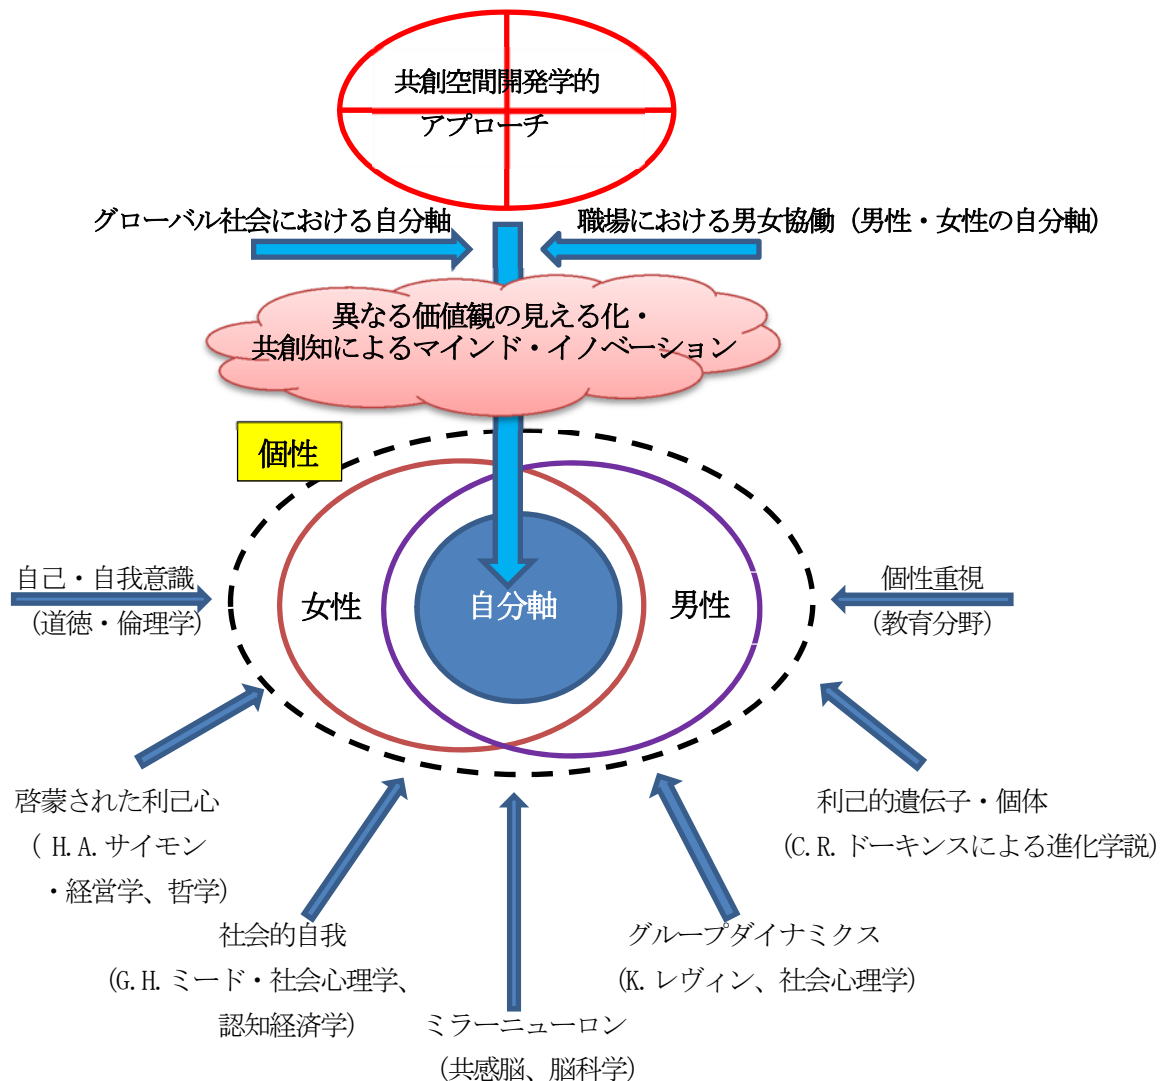 共創空間開発学的
アプローチ
グローバル社会における自分軸
職場における男女協働（男性・女性の自分軸）
異なる価値観の見える化・
共創知によるマインド・イノベーション
個性
女性
自分軸
男性
自己・自我意識
（道徳・倫理学）
個性重視
（教育分野）
啓蒙された利己心
（ H.A.サイモン
・経営学、哲学）
利己的遺伝子・個体
（C.R.ドーキンスによる進化学説）
社会的自我
（G.H.ミード・社会心理学、
認知経済学）
グループダイナミクス
（K.レヴィン、社会心理学）
ミラーニューロン
（共感脳、脳科学）